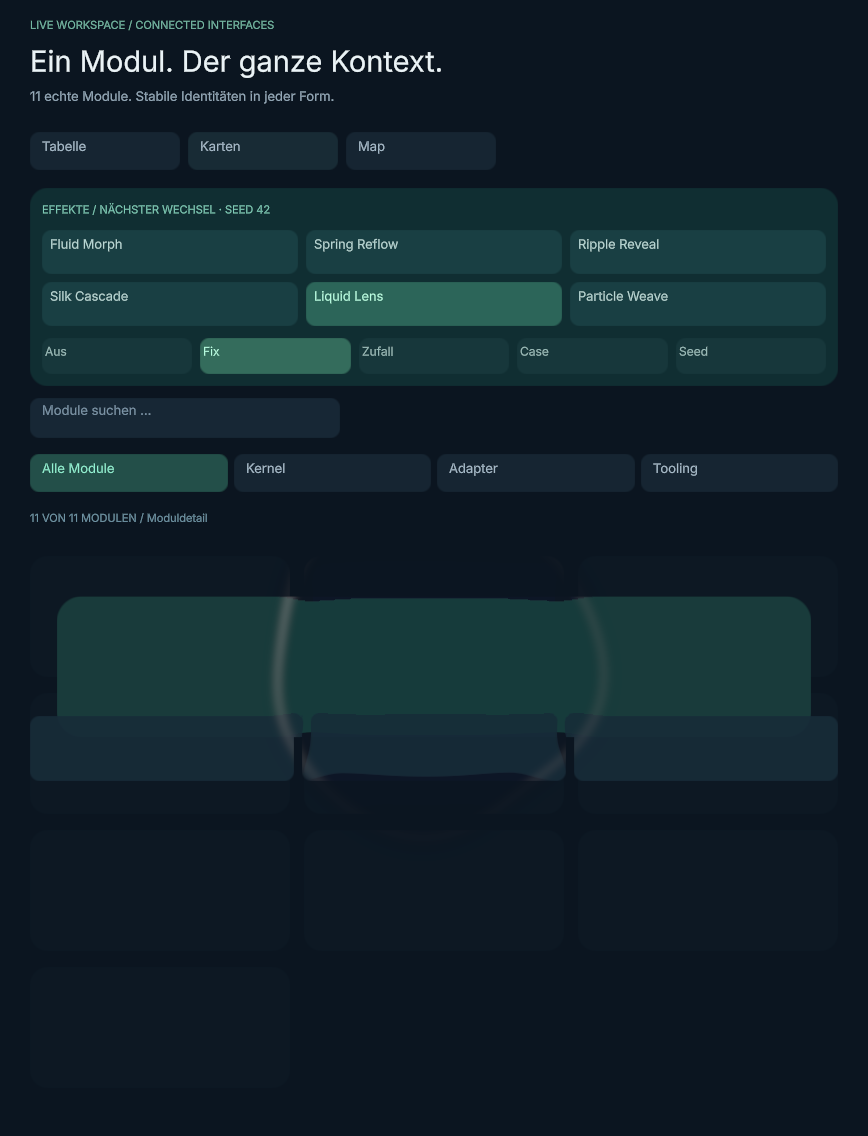 LIVE WORKSPACE / CONNECTED INTERFACES
Ein Modul. Der ganze Kontext.
11 echte Module. Stabile Identitäten in jeder Form.
Tabelle Karten Map
EFFEKTE / NÄCHSTER WECHSEL · SEED 42
Fluid Morph Spring Reflow Ripple Reveal
Silk Cascade Liquid Lens Particle Weave
Aus Fix Zufall Case Seed
Module suchen ...
Alle Module Kernel Adapter Tooling
11 VON 11 MODULEN / Moduldetail